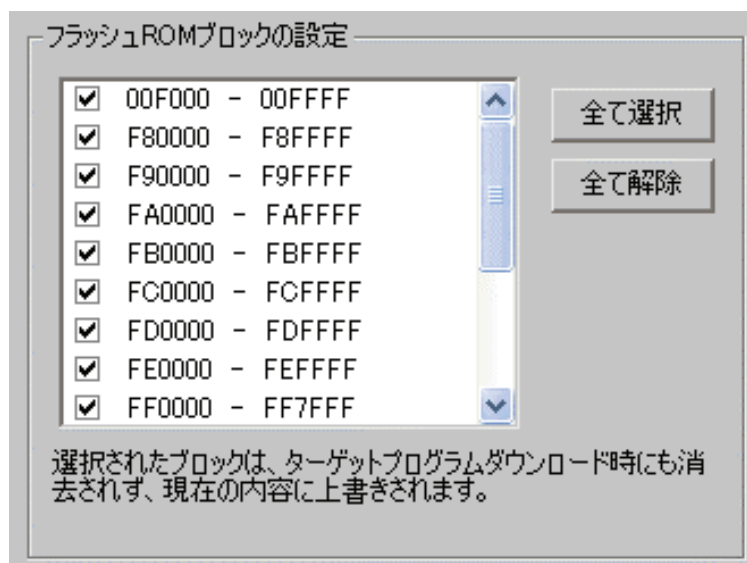 フラッシュROMブロックの設定
00F000 - 00FFFF
F80000 - F8FFFF
F90000 - F9FFFF
FA0000 - FAFFFF
FB0000 - FBFFFF
FC0000 - FCFFFF
FD0000 - FDFFFF
FE0000 - FEFFFF
FF0000 - FF7FFF
全て選択
全て解除
選択されたブロックは、ターゲットプログラムダウンロード時にも消
去されず、現在の内容に上書きされます。